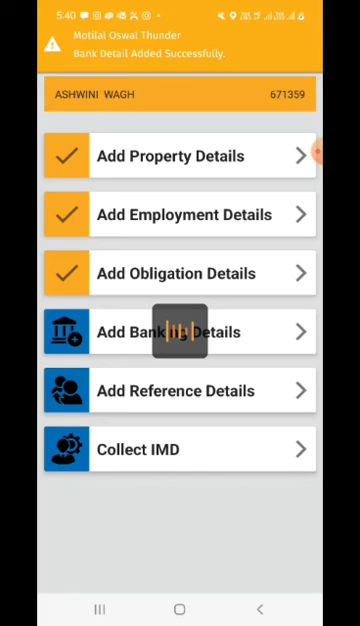 5:40
Motilal Oswal Thunder
Bank Detail Added Successfully.
ASHWINI WAGH 671359
Add Property Details
Add Employment Details
Add Obligation Details
Add Banking Details
Add Reference Details
Collect IMD